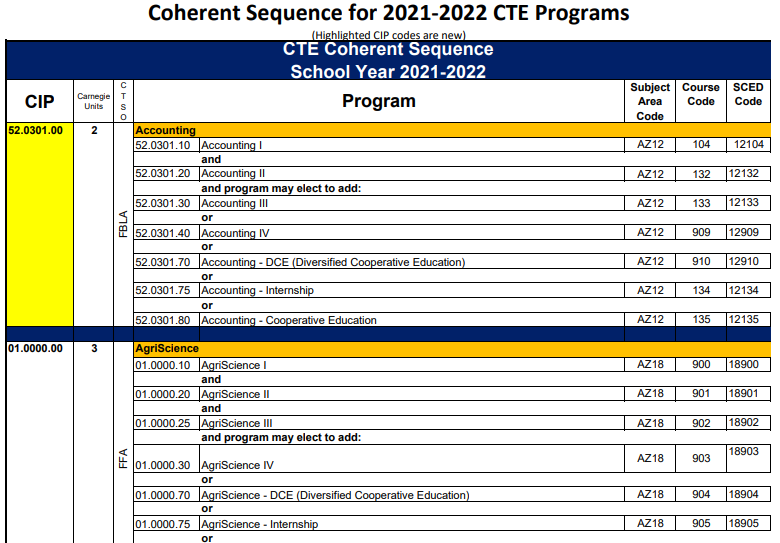 Coherent Sequence for 2021-2022 CTE Programs
(Highlighted CIP codes are new)
CTE Coherent Sequence
School Year 2021-2022
CIP Carnegie Units CTSO Program Subject Area Code Course Code SCED Code
52.0301.00 2 FBLA Accounting
52.0301.10 Accounting I AZ12 104 12104
and
52.0301.20 Accounting II AZ12 132 12132
and program may elect to add:
52.0301.30 Accounting III AZ12 133 12133
or
52.0301.40 Accounting IV AZ12 909 12909
or
52.0301.70 Accounting - DCE (Diversified Cooperative Education) AZ12 910 12910
or
52.0301.75 Accounting - Internship AZ12 134 12134
or
52.0301.80 Accounting - Cooperative Education AZ12 135 12135
01.0000.00 3 FFA AgriScience
01.0000.10 AgriScience I AZ18 900 18900
and
01.0000.20 AgriScience II AZ18 901 18901
and
01.0000.25 AgriScience III AZ18 902 18902
and program may elect to add:
01.0000.30 AgriScience IV AZ18 903 18903
or
01.0000.70 AgriScience - DCE (Diversified Cooperative Education) AZ18 904 18904
or
01.0000.75 AgriScience - Internship AZ18 905 18905
or